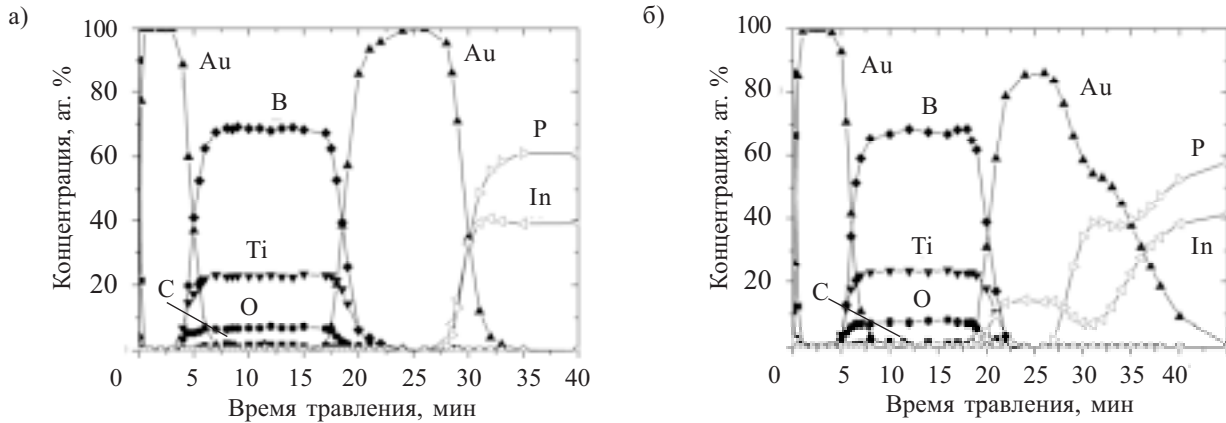 а)
Концентрация, ат. %
100
80
60
40
20
0
5
10
15
20
25
30
35
40
Au
B
Au
P
In
Ti
C
O
Время травления, мин
б)
Концентрация, ат. %
100
80
60
40
20
0
5
10
15
20
25
30
35
40
Au
B
Au
P
In
Ti
C
O
Время травления, мин